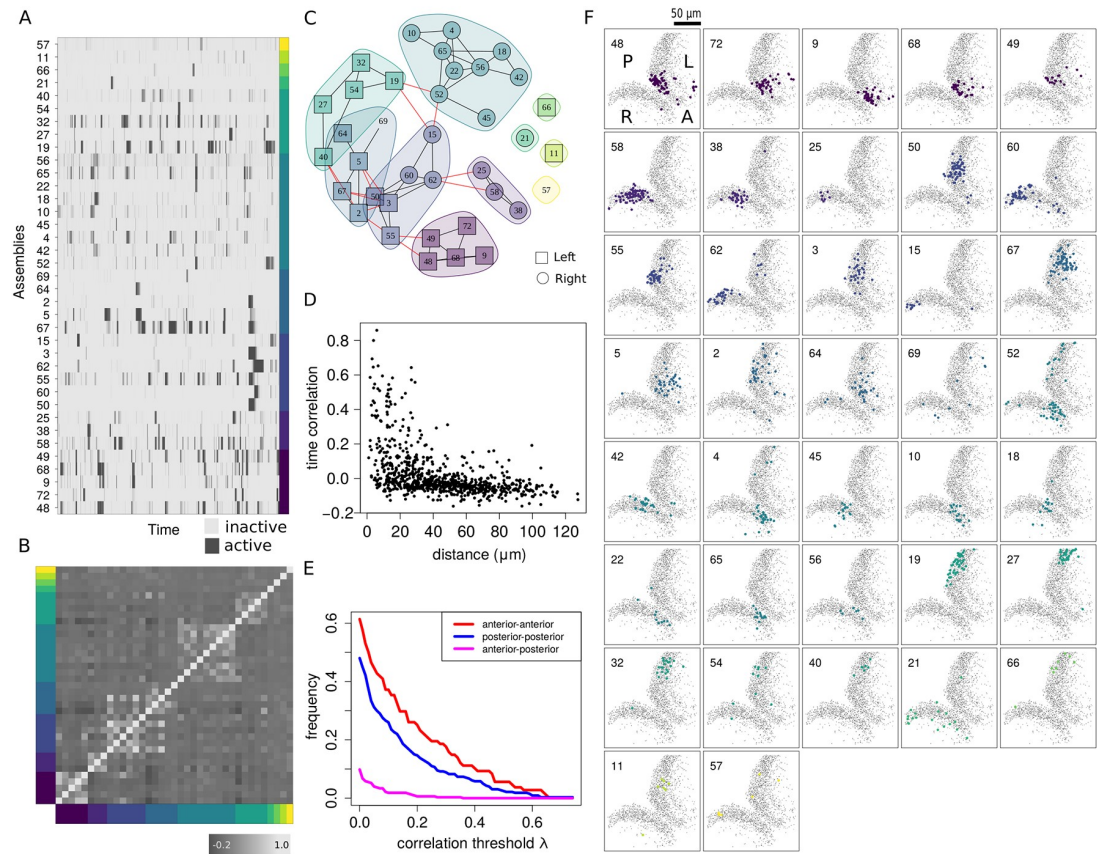 A
57
11
66
21
40
54
32
27
19
56
65
22
18
10
45
4
42
52
69
64
2
5
67
15
3
62
55
60
50
25
38
58
49
68
9
72
48
Assemblies
Time
inactive
active
B
-0.2 1.0
C
10 4
65 18
22 56 42
52
45
32
19
54
27
64 69
40
5
15
60 62
67 50 3
2
55
25
58
38
72
49
48 68 9
66
21
11
57
Left
Right
D
time correlation
0.8
0.6
0.4
0.2
0.0
−0.2
0 20 40 60 80 100 120
distance (µm)
E
frequency
0.6
0.4
0.2
0.0
anterior-anterior
posterior-posterior
anterior-posterior
0.0 0.2 0.4 0.6
correlation threshold λ
F
50 µm
48 72 9 68 49
P L
R A
58 38 25 50 60
55 62 3 15 67
5 2 64 69 52
42 4 45 10 18
22 65 56 19 27
32 54 40 21 66
11 57